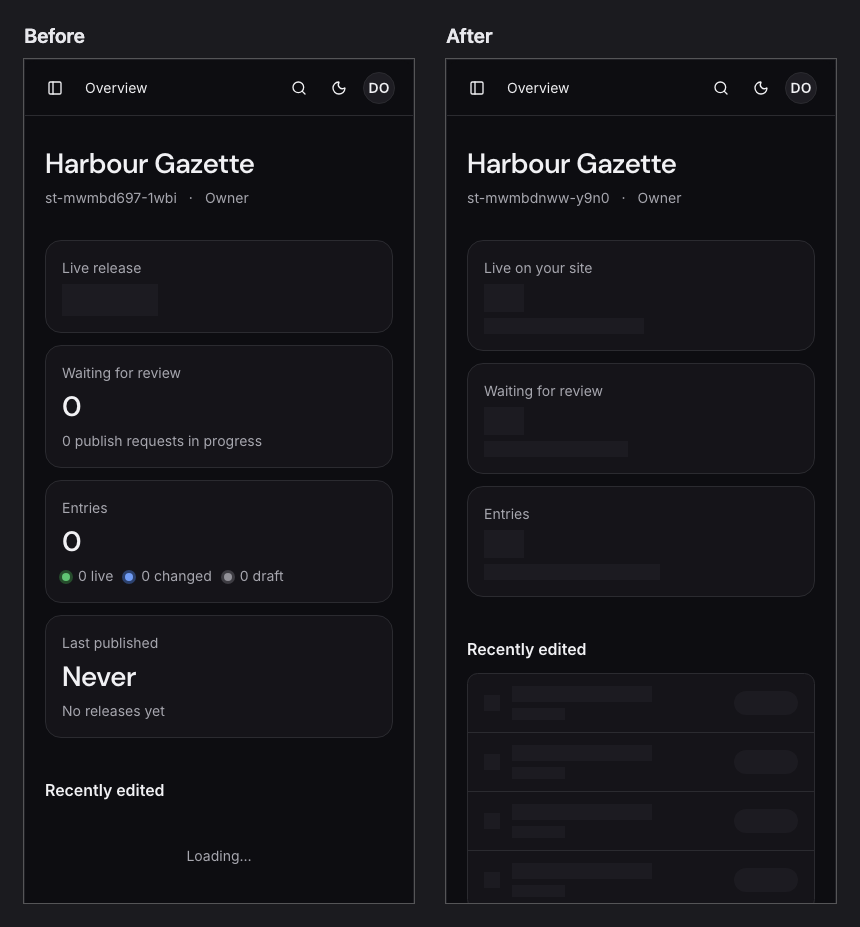 Before
Overview
DO
Harbour Gazette
st-mwmbd697-1wbi · Owner
Live release
Waiting for review
0
0 publish requests in progress
Entries
0
0 live 0 changed 0 draft
Last published
Never
No releases yet
Recently edited
Loading...
After
Overview
DO
Harbour Gazette
st-mwmbdnww-y9n0 · Owner
Live on your site
Waiting for review
Entries
Recently edited